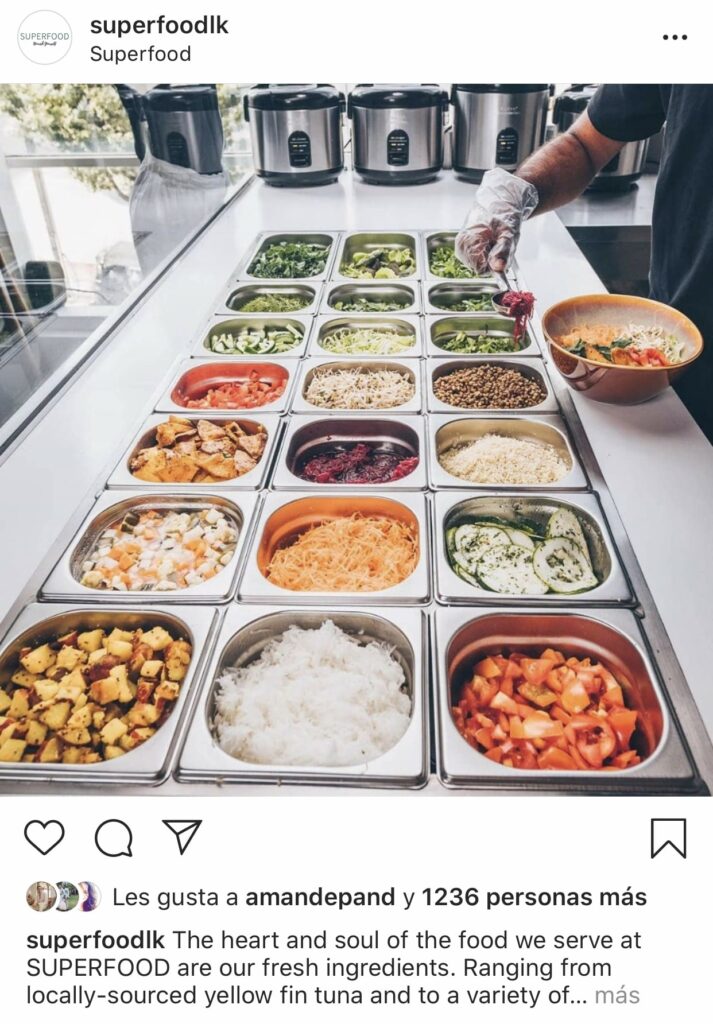 SUPERFOOD
superfoodlk
Superfood
Les gusta a amandepand y 1236 personas más
superfoodlk The heart and soul of the food we serve at
SUPERFOOD are our fresh ingredients. Ranging from
locally-sourced yellow fin tuna and to a variety of... más